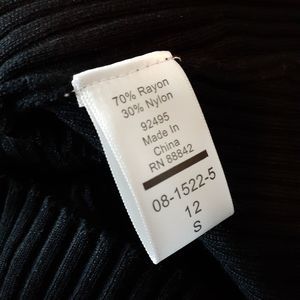 70% Rayon
30% Nylon
92495
Made In
China
RN 88842
08-1522-5
12
S